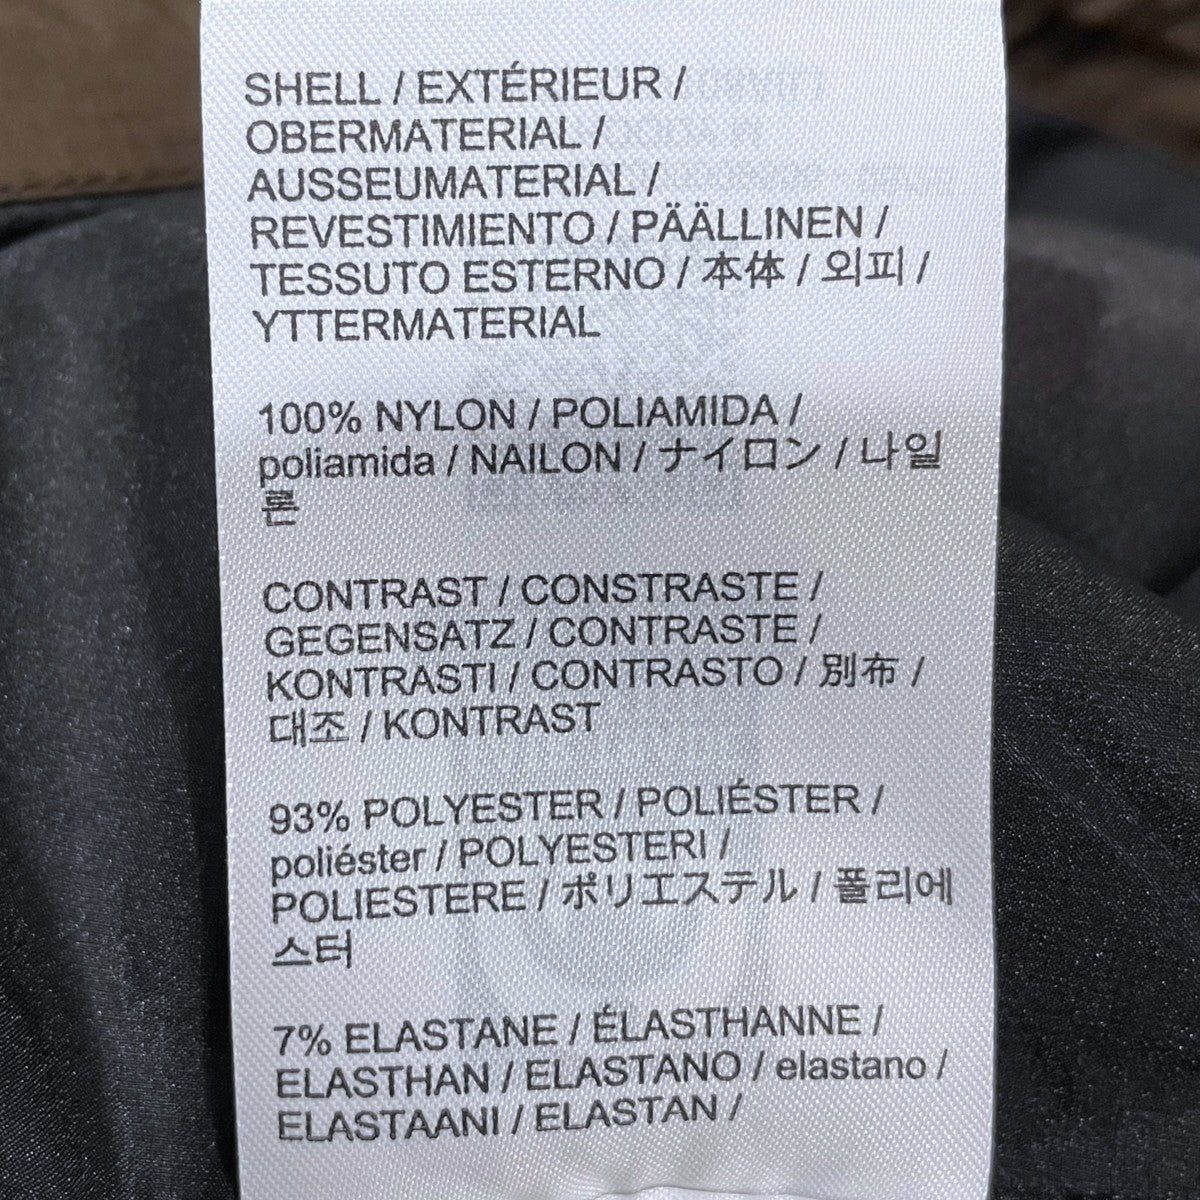 SHELL / EXTÉRIEUR /
OBERMATERIAL /
AUSSEUMATERIAL /
REVESTIMIENTO / PÄÄLLINEN /
TESSUTO ESTERNO / 本体 / 외피 /
YTTERMATERIAL
100% NYLON / POLIAMIDA /
poliamida / NAILON / ナイロン / 나일
론
CONTRAST / CONSTRASTE /
GEGENSATZ / CONTRASTE /
KONTRASTI / CONTRASTO / 別布 /
대조 / KONTRAST
93% POLYESTER / POLIÉSTER /
poliéster / POLYESTERI /
POLIESTERE / ポリエステル / 폴리에
스터
7% ELASTANE / ÉLASTHANNE /
ELASTHAN / ELASTANO / elastano /
ELASTAANI / ELASTAN /